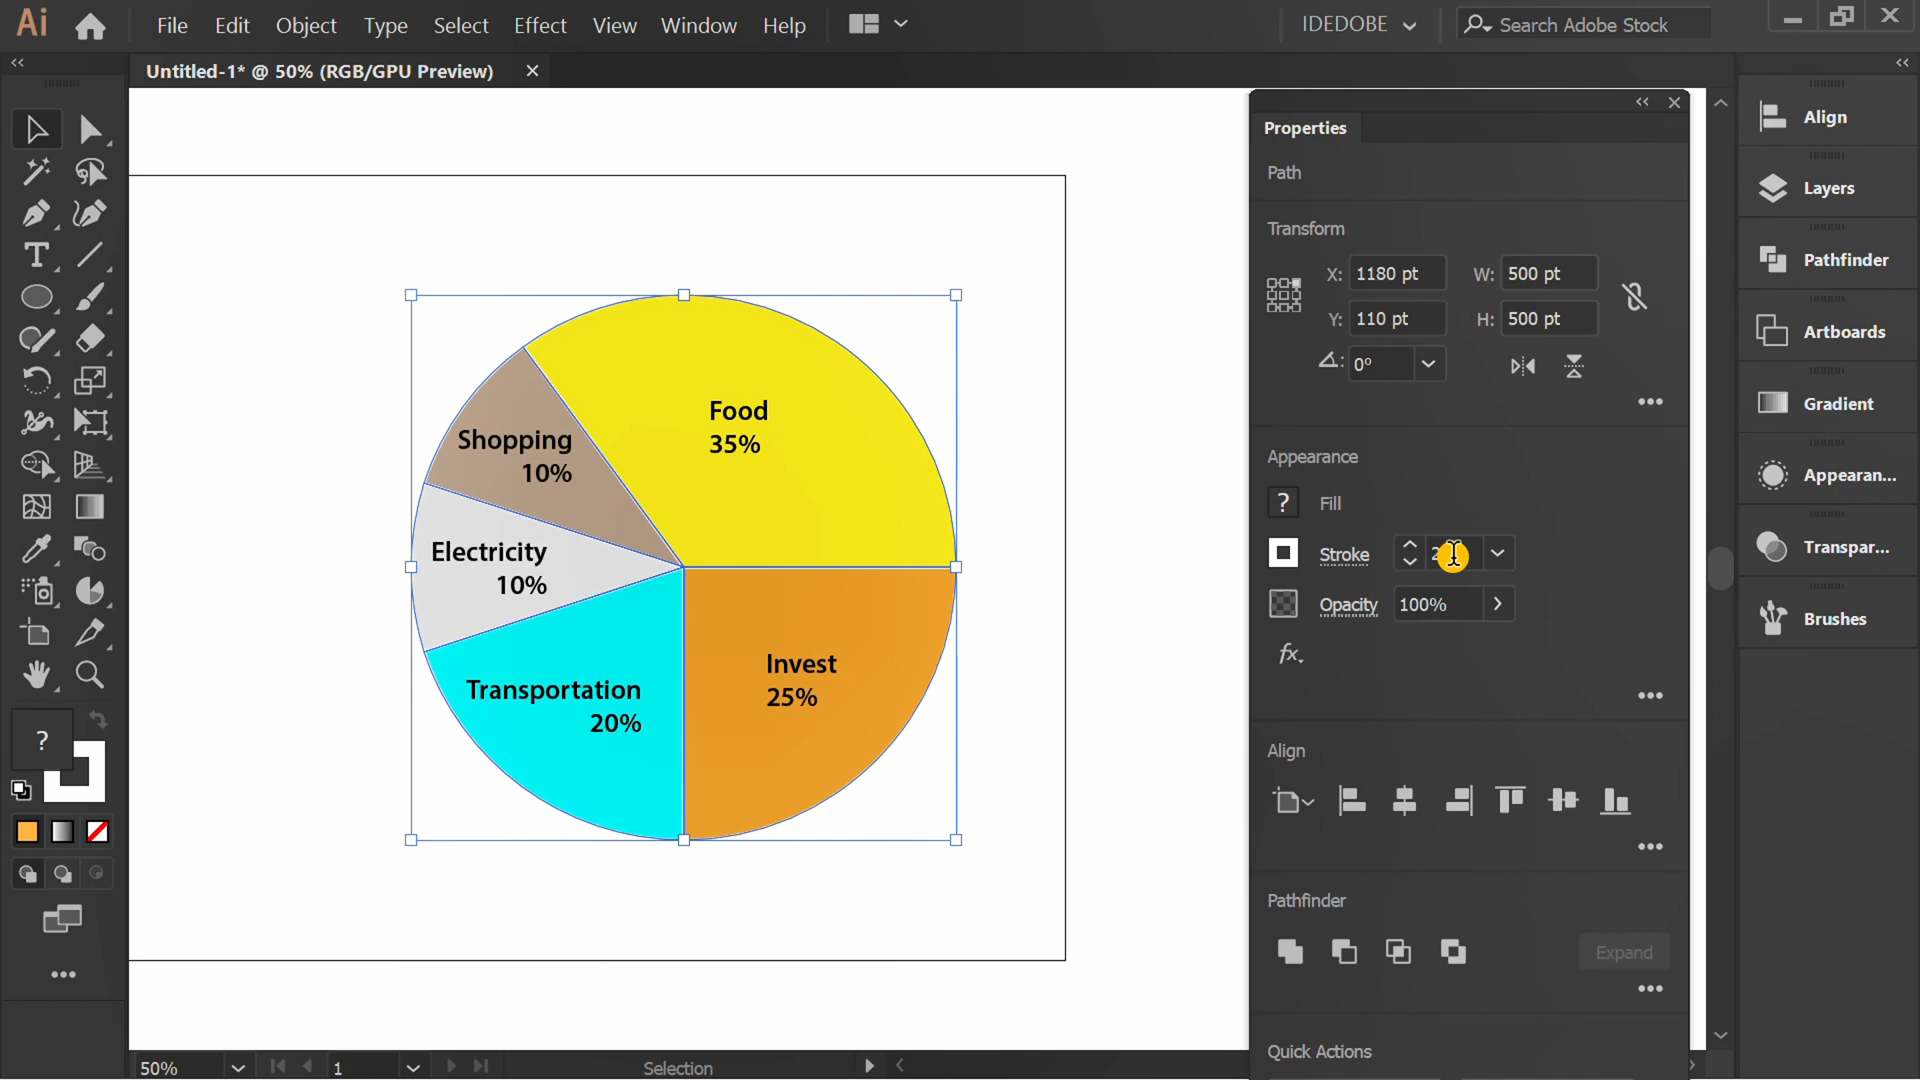 Ai File Edit Object Type Select Effect View Window Help IDEDOBE Search Adobe Stock
Untitled-1* @ 50% (RGB/GPU Preview)
Properties
Path
Transform
X: 1180 pt W: 500 pt
Y: 110 pt H: 500 pt
0°
Appearance
? Fill
Stroke
Opacity 100%
fx.
Align
Pathfinder
Expand
Quick Actions
Food
35%
Shopping
10%
Electricity
10%
Transportation
20%
Invest
25%
Align
Layers
Pathfinder
Artboards
Gradient
Appearan...
Transpar...
Brushes
T
?
50% 1 Selection